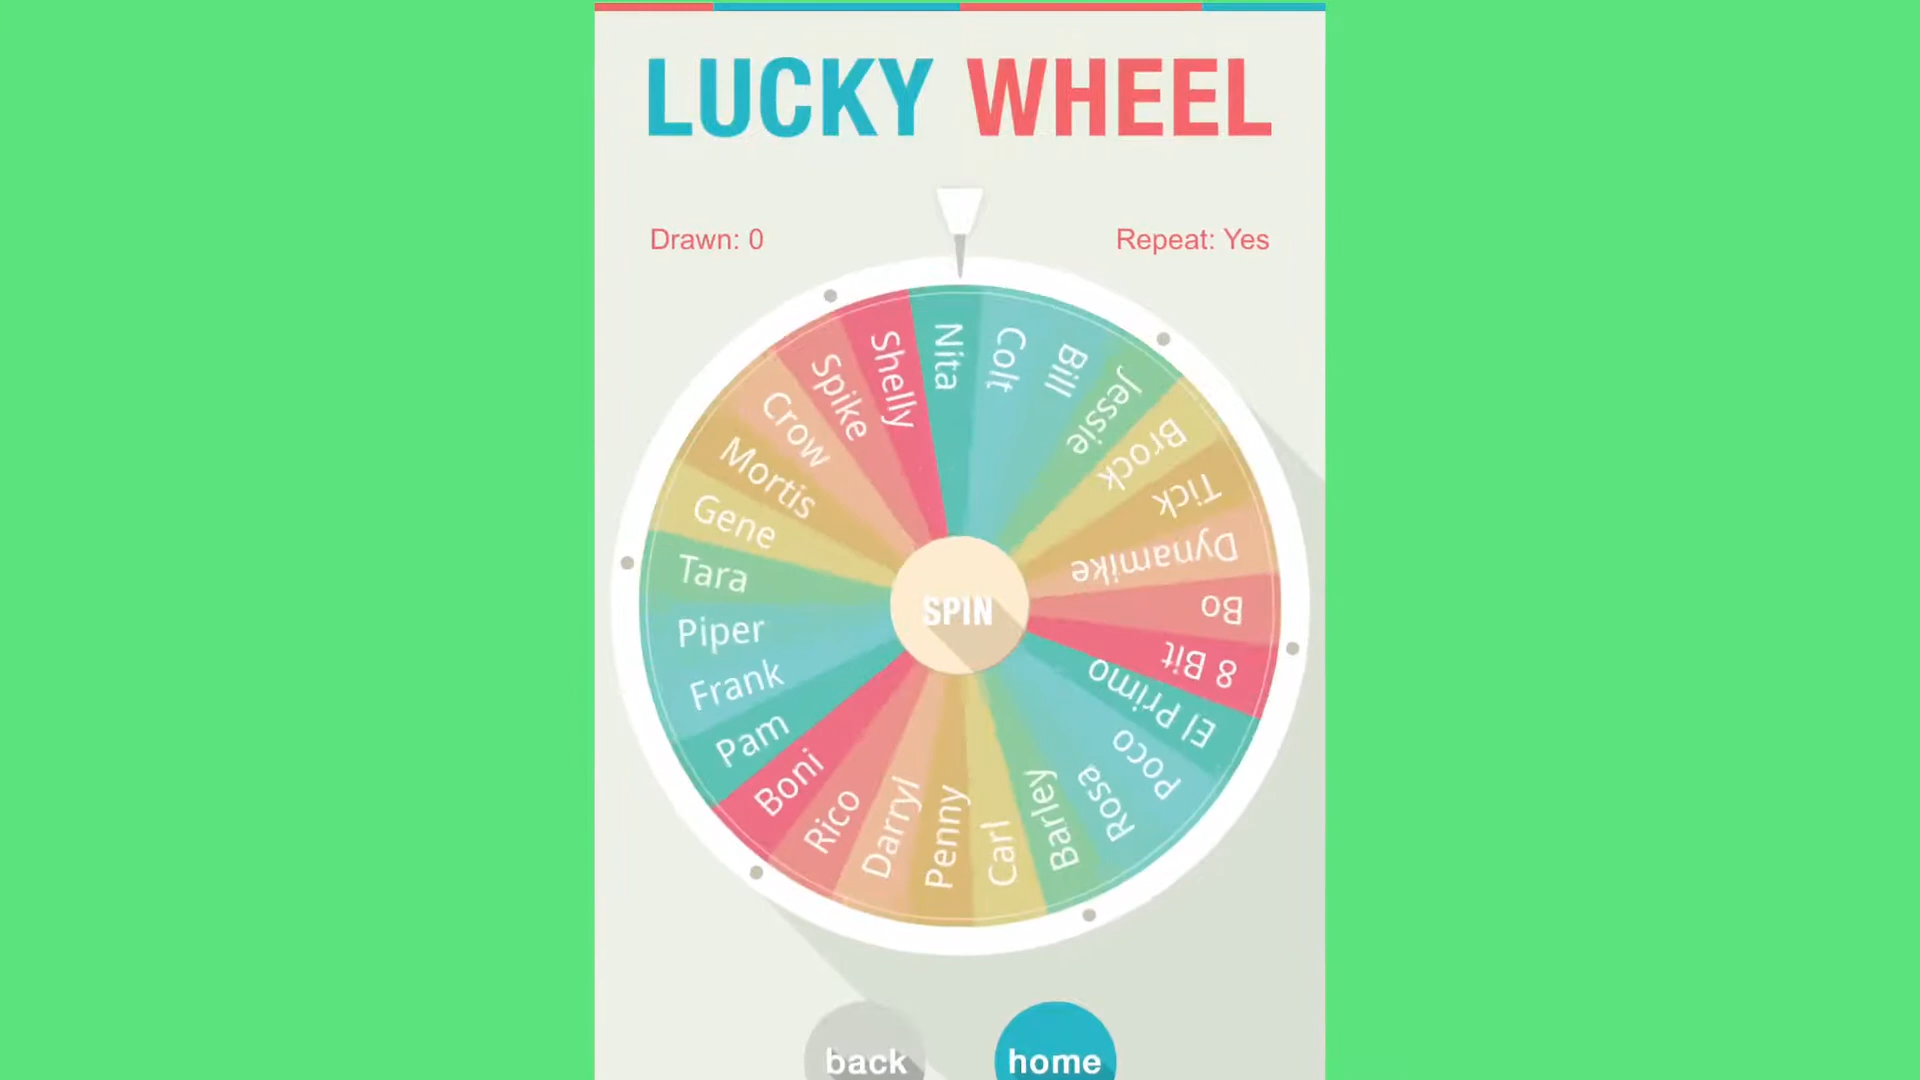 LUCKY WHEEL
Drawn: 0
Repeat: Yes
Nita
Colt
Bill
Jessie
Brock
Tick
Dynamike
Bo
8 Bit
El Primo
Poco
Rosa
Barley
Carl
Penny
Darryl
Rico
Boni
Pam
Frank
Piper
Tara
Gene
Mortis
Crow
Spike
Shelly
SPIN
back
home